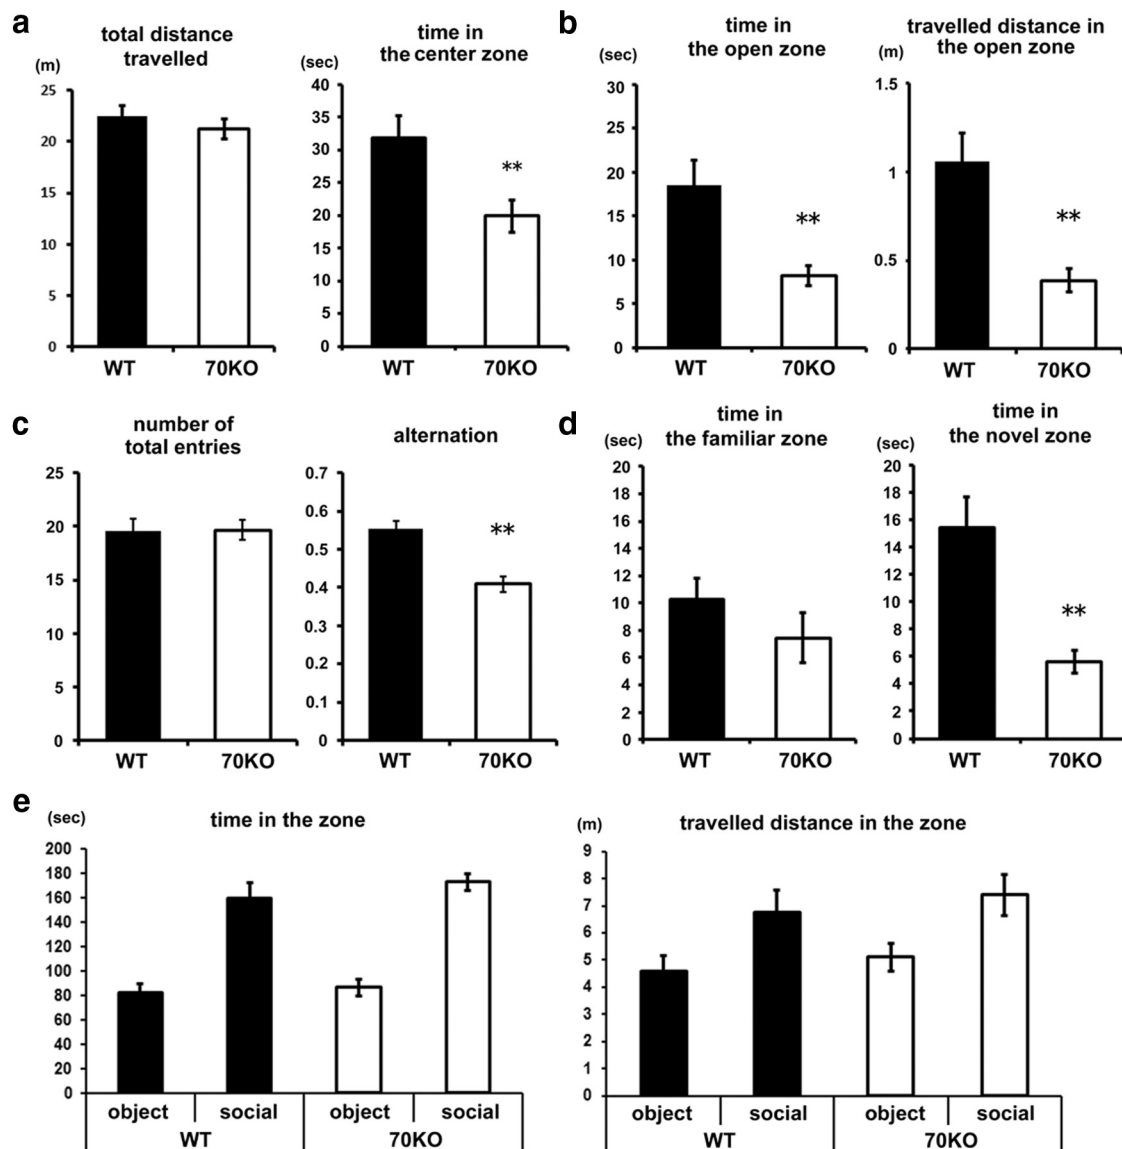 a
total distance
travelled
(m)
25
20
15
10
5
0
WT
70KO
time in
the center zone
(sec)
40
35
30
25
20
15
10
5
0
**
WT
70KO
b
time in
the open zone
(sec)
30
25
20
15
10
5
0
**
WT
70KO
travelled distance in
the open zone
(m)
1.5
1
0.5
0
**
WT
70KO
c
number of
total entries
25
20
15
10
5
0
WT
70KO
alternation
0.7
0.6
0.5
0.4
0.3
0.2
0.1
0
**
WT
70KO
d
time in
the familiar zone
(sec)
20
18
16
14
12
10
8
6
4
2
0
WT
70KO
time in
the novel zone
(sec)
20
18
16
14
12
10
8
6
4
2
0
**
WT
70KO
e
time in the zone
(sec)
200
180
160
140
120
100
80
60
40
20
0
object social object social
WT 70KO
travelled distance in the zone
(m)
9
8
7
6
5
4
3
2
1
0
object social object social
WT 70KO